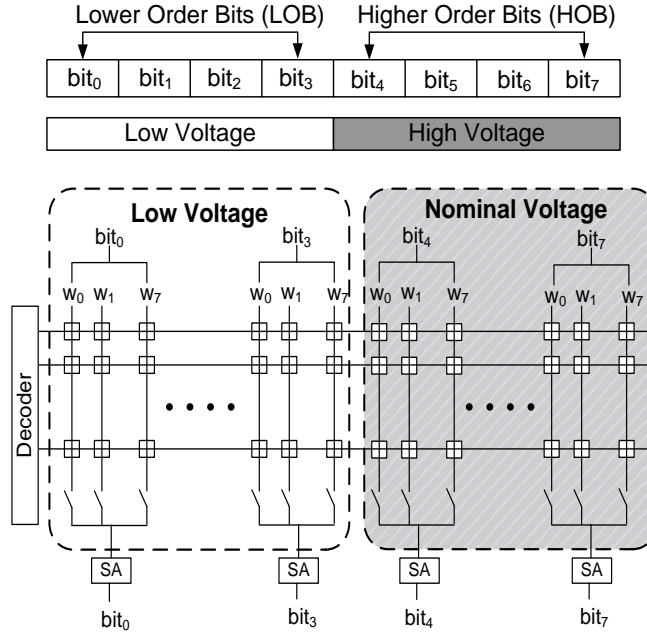 Lower Order Bits (LOB) Higher Order Bits (HOB)
bit₀ bit₁ bit₂ bit₃ bit₄ bit₅ bit₆ bit₇
Low Voltage High Voltage
Low Voltage Nominal Voltage
bit₀ bit₃ bit₄ bit₇
w₀ w₁ w₇ w₀ w₁ w₇ w₀ w₁ w₇ w₀ w₁ w₇
Decoder
SA SA SA SA
bit₀ bit₃ bit₄ bit₇